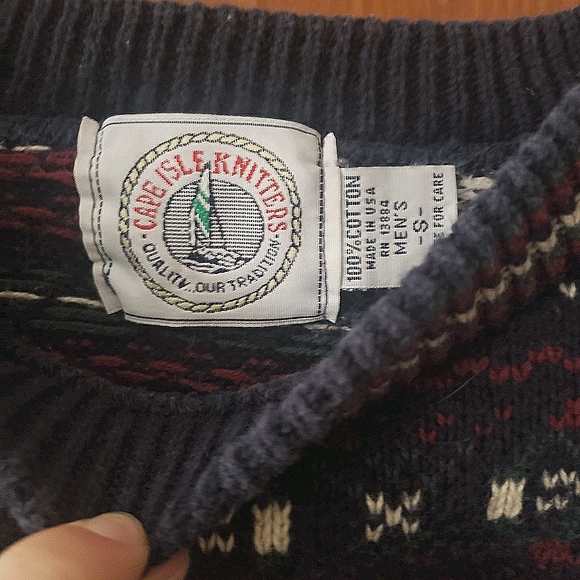 CAPE ISLE KNITTERS
QUALITY..OUR TRADITION
100% COTTON
MADE IN USA
RN 13884
MEN'S
-S-
E FOR CARE